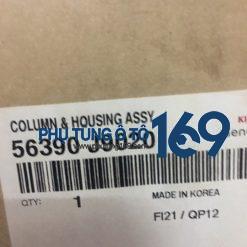 COLUMN & HOUSING ASSY
PHỤ TÙNG Ô TÔ 169
56390
QTY: 1
MADE IN KOREA
FI21 / QP12